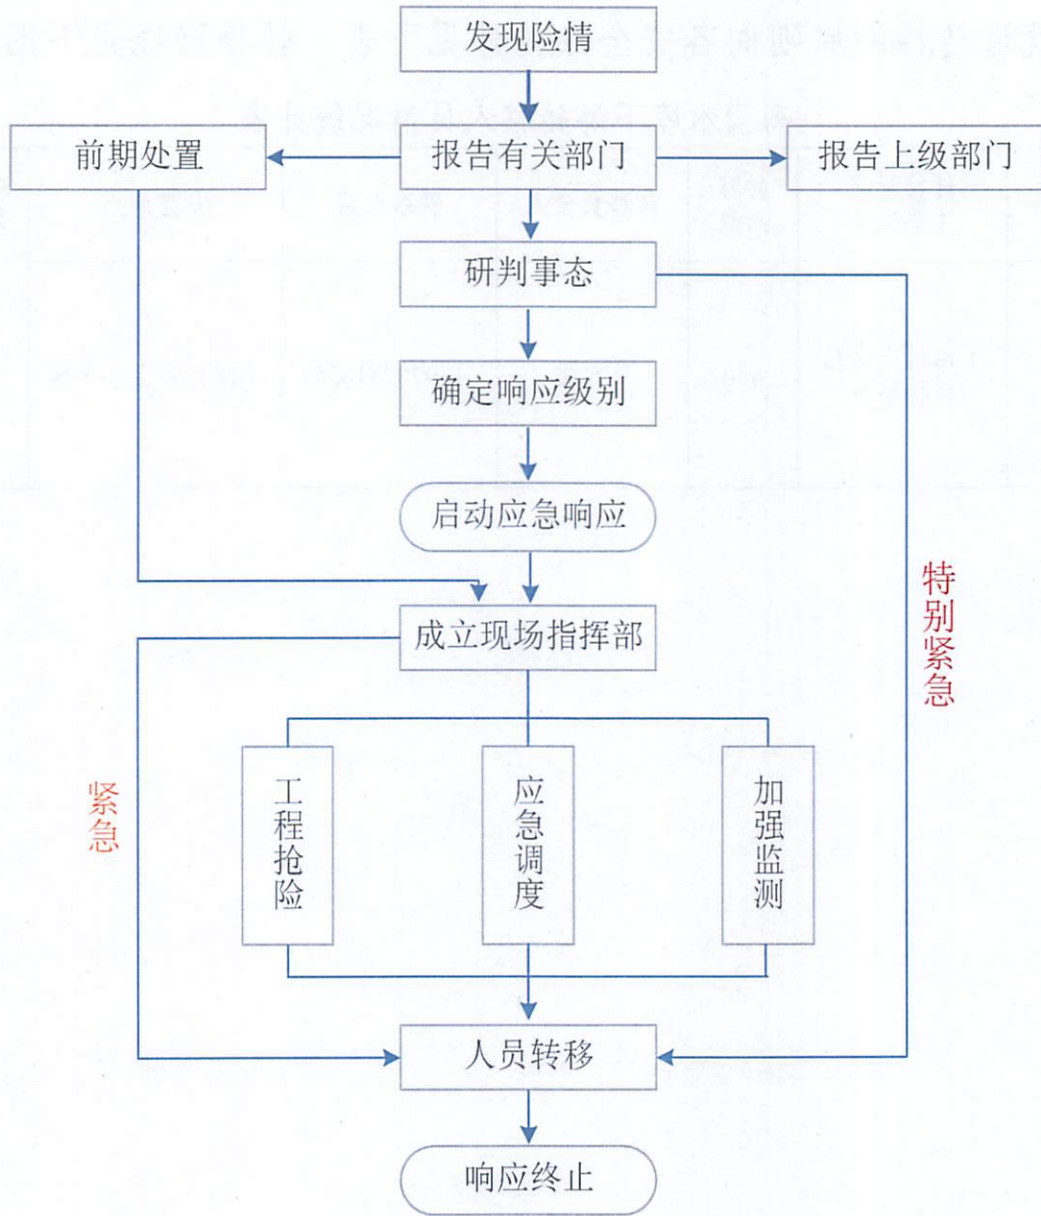 发现险情
前期处置
报告有关部门
报告上级部门
研判事态
确定响应级别
启动应急响应
特别紧急
成立现场指挥部
紧急
工程抢险
应急调度
加强监测
人员转移
响应终止